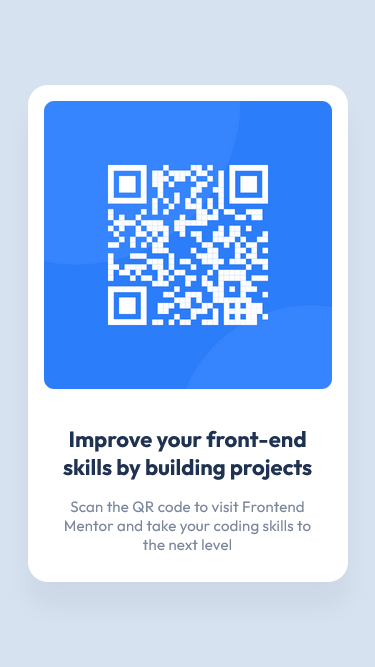 Improve your front-end
skills by building projects
Scan the QR code to visit Frontend
Mentor and take your coding skills to
the next level